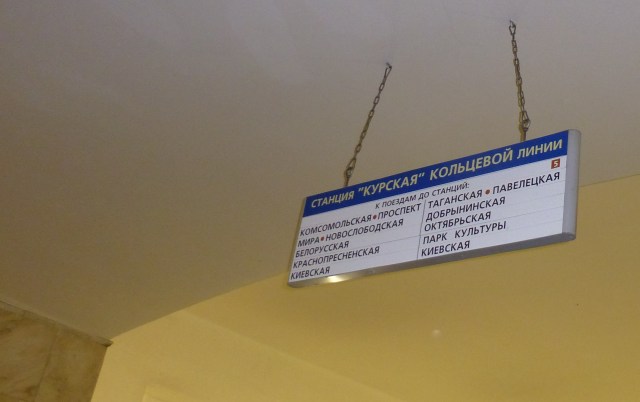 СТАНЦИЯ "КУРСКАЯ" КОЛЬЦЕВОЙ ЛИНИИ
К ПОЕЗДАМ ДО СТАНЦИЙ:
5
КОМСОМОЛЬСКАЯ•ПРОСПЕКТ
МИРА•НОВОСЛОБОДСКАЯ
БЕЛОРУССКАЯ
КРАСНОПРЕСНЕНСКАЯ
КИЕВСКАЯ
ТАГАНСКАЯ•ПАВЕЛЕЦКАЯ
ДОБРЫНИНСКАЯ
ОКТЯБРЬСКАЯ
ПАРК КУЛЬТУРЫ
КИЕВСКАЯ